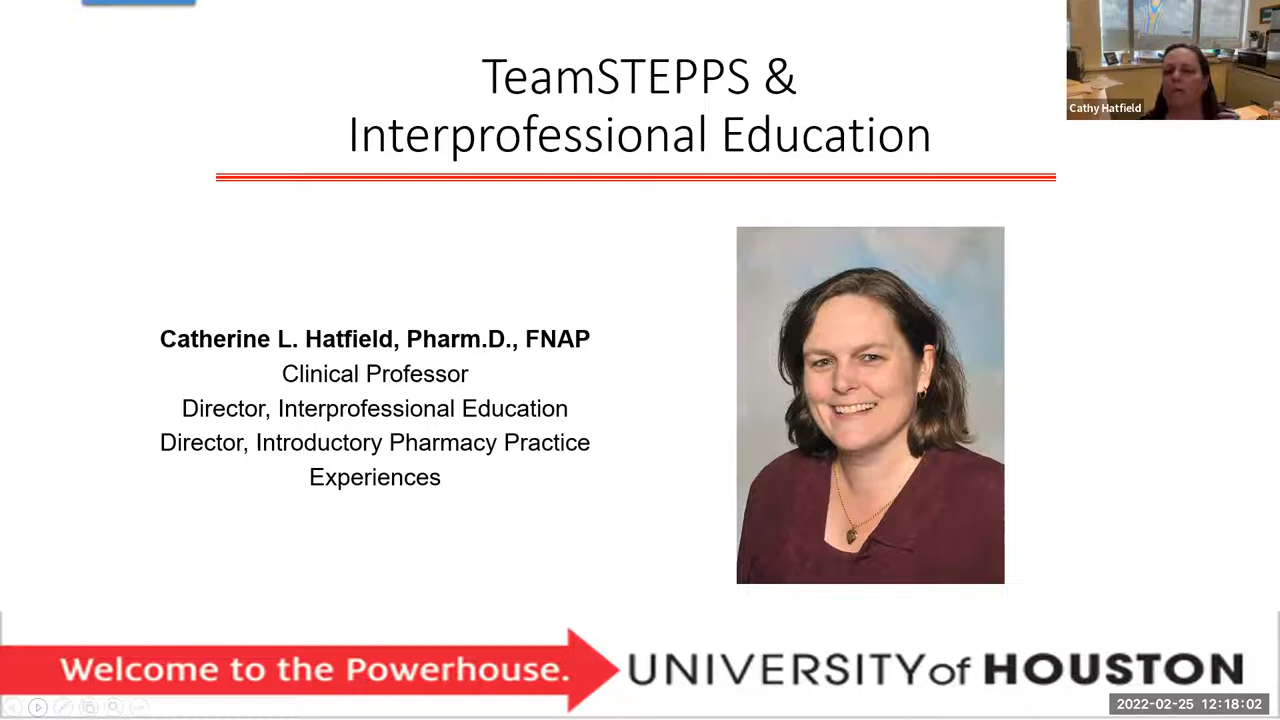 TeamSTEPPS &
Interprofessional Education
Cathy Hatfield
Catherine L. Hatfield, Pharm.D., FNAP
Clinical Professor
Director, Interprofessional Education
Director, Introductory Pharmacy Practice
Experiences
Welcome to the Powerhouse.
UNIVERSITY of HOUSTON
2022-02-25 12:18:02